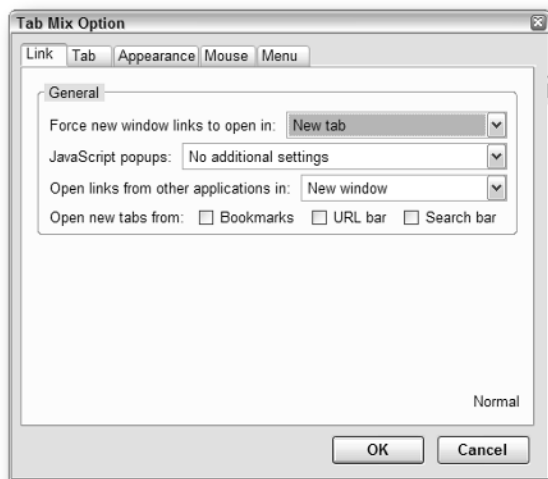 Tab Mix Option
Link Tab Appearance Mouse Menu
General
Force new window links to open in: New tab
JavaScript popups: No additional settings
Open links from other applications in: New window
Open new tabs from: Bookmarks URL bar Search bar
Normal
OK Cancel